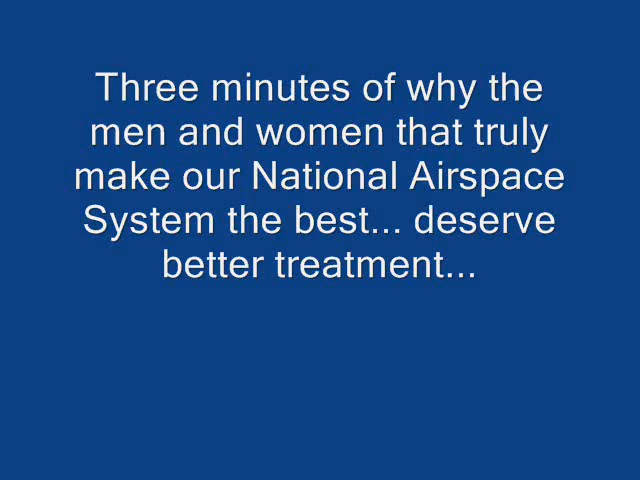 Three minutes of why the
men and women that truly
make our National Airspace
System the best... deserve
better treatment...